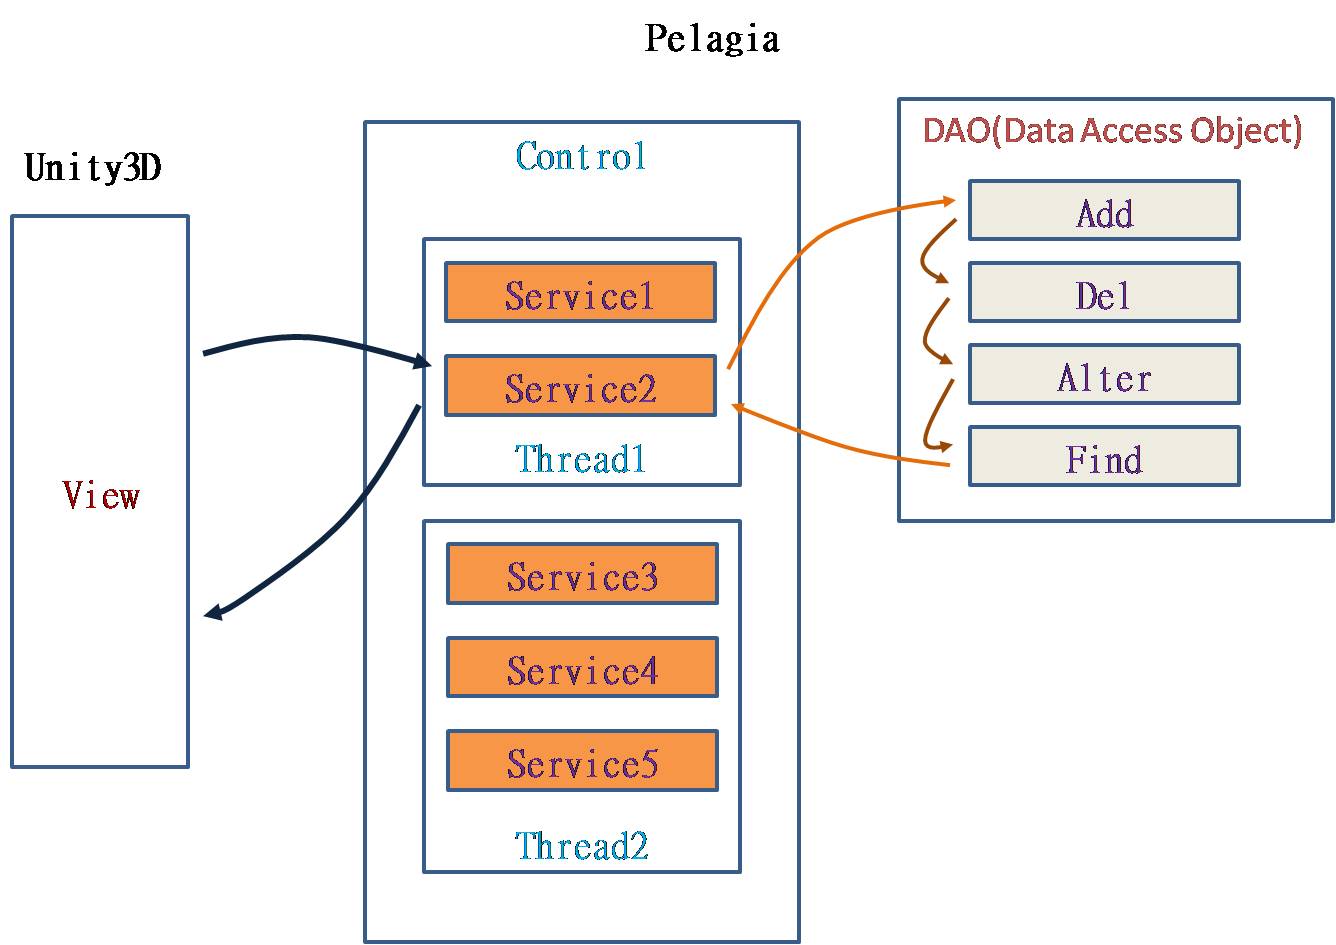 Pelagia
Unity3D
View
Control
Service1
Service2
Thread1
Service3
Service4
Service5
Thread2
DAO(Data Access Object)
Add
Del
Alter
Find